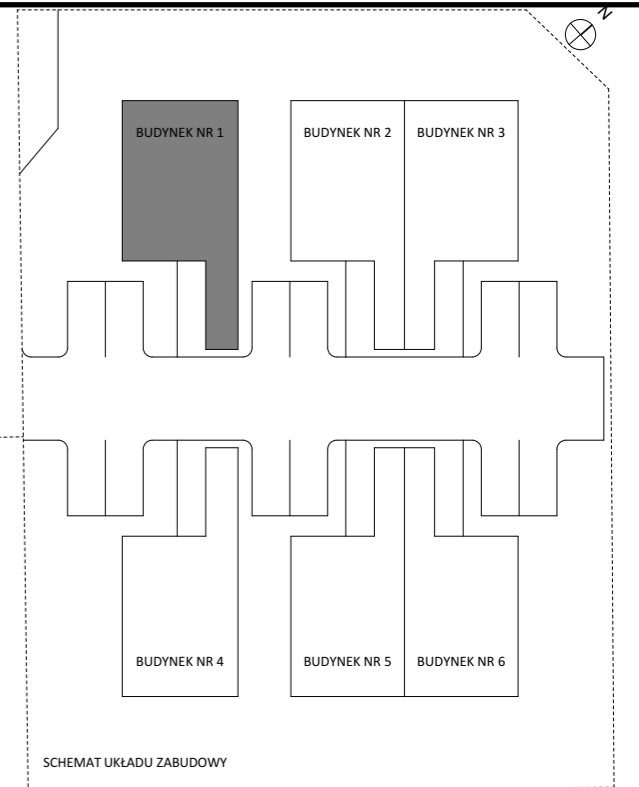 N
BUDYNEK NR 1
BUDYNEK NR 2
BUDYNEK NR 3
BUDYNEK NR 4
BUDYNEK NR 5
BUDYNEK NR 6
SCHEMAT UKŁADU ZABUDOWY